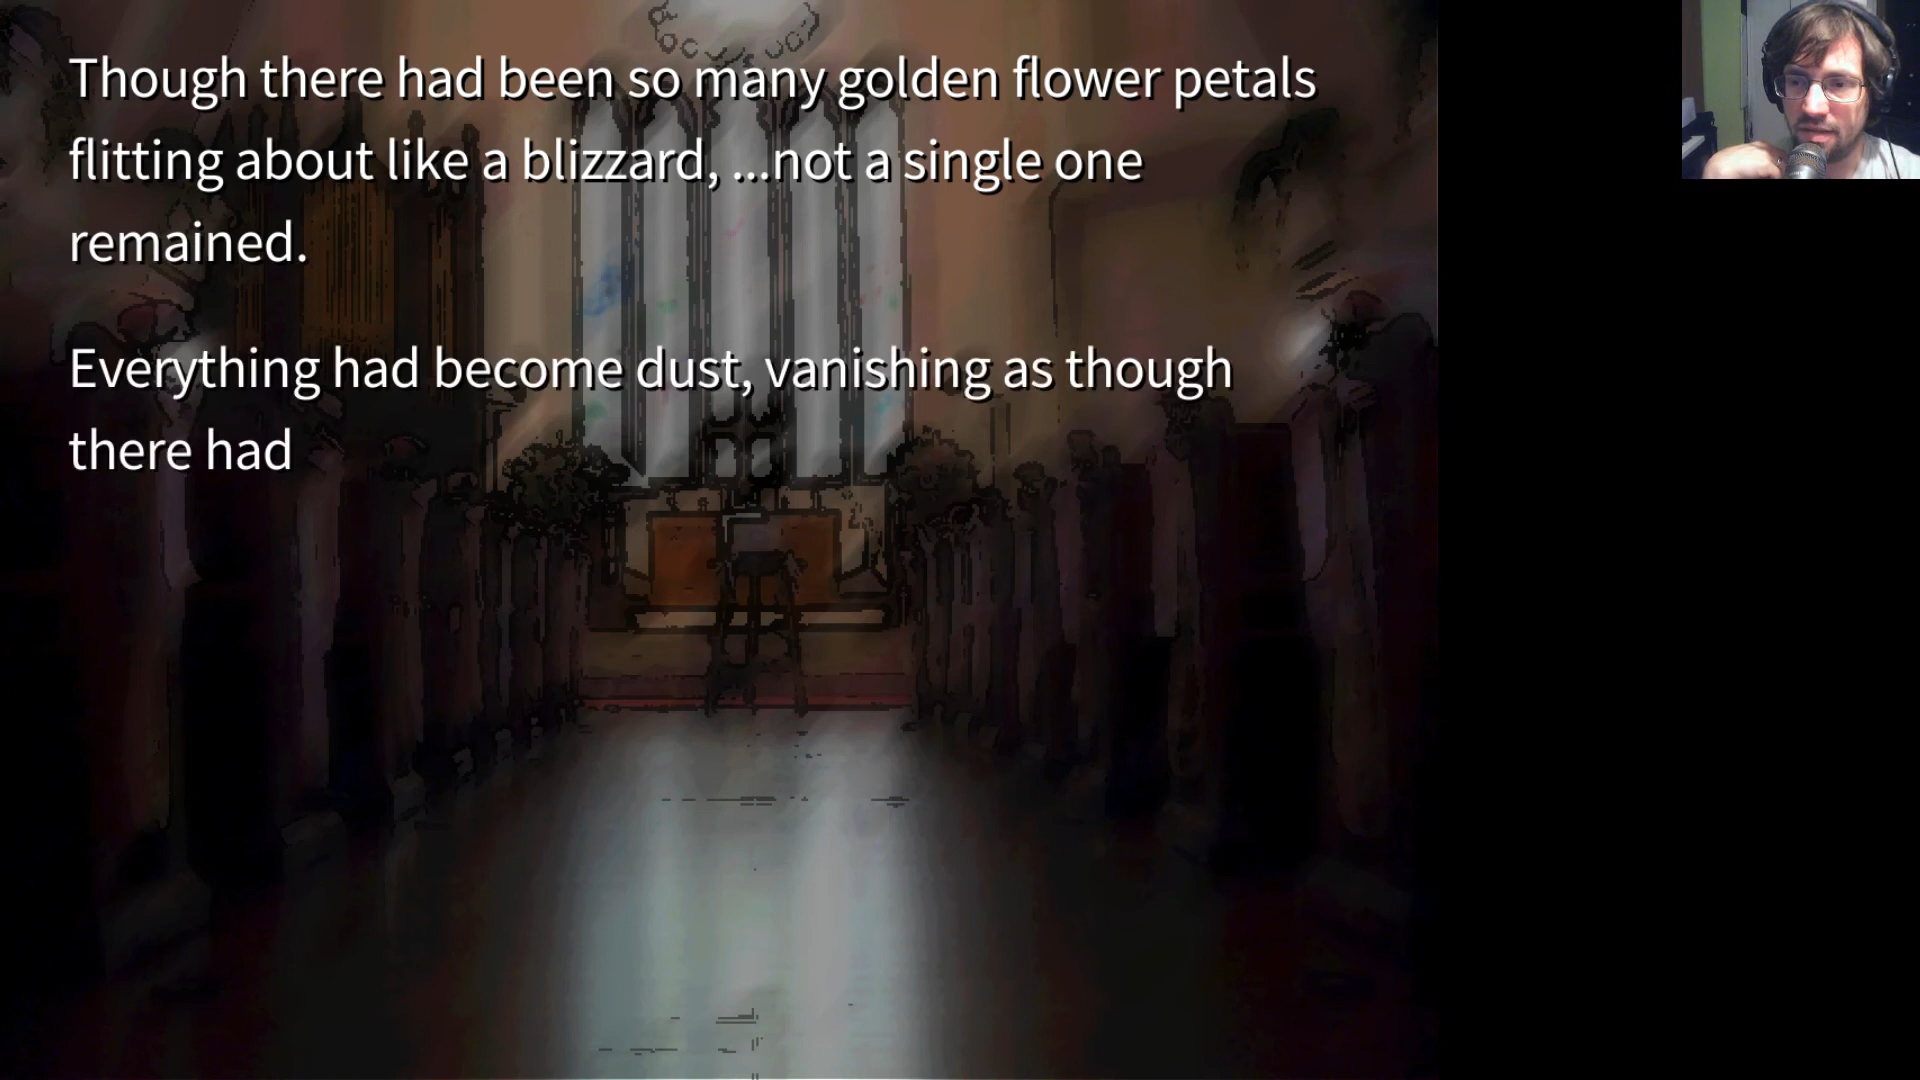 Though there had been so many golden flower petals
flitting about like a blizzard, ...not a single one
remained.
Everything had become dust, vanishing as though
there had